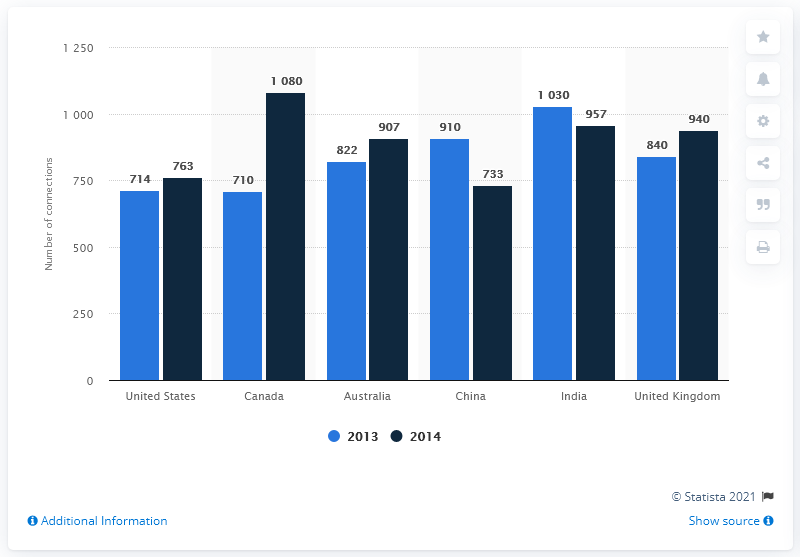 1 250
1 000
750
500
250
0
Number of connections
714
763
710
1 080
822
907
910
733
1 030
957
840
940
United States
Canada
Australia
China
India
United Kingdom
2013
2014
© Statista 2021
Additional Information
Show source